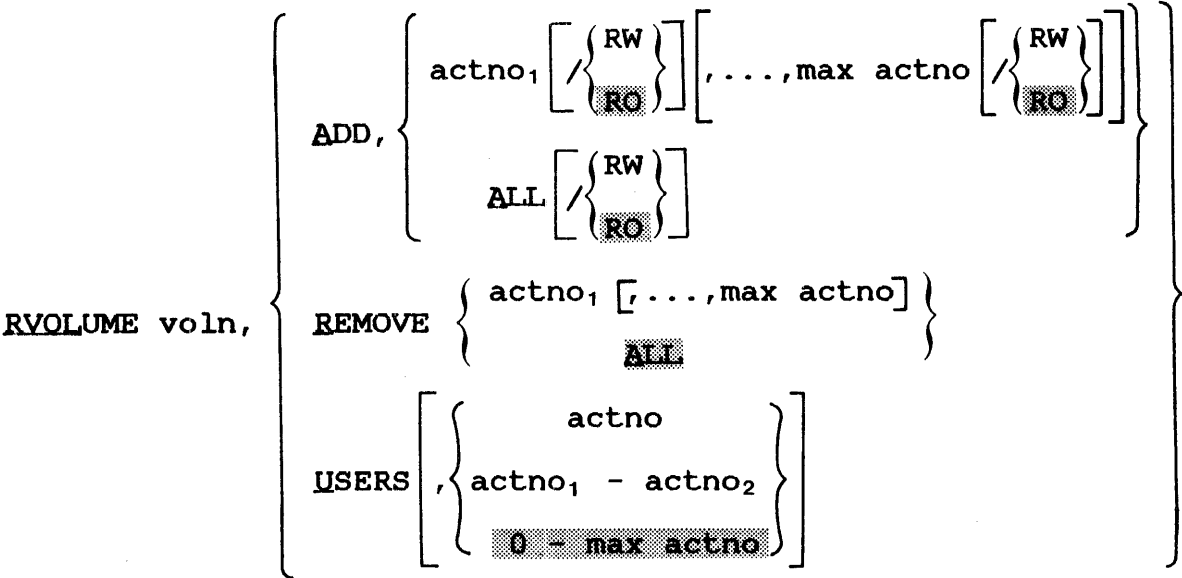 actno₁ [/{RW
RO}] [,...,max actno [/{RW
RO}]]
ADD,
ALL [/{RW
RO}]
RVOLUME voln,
REMOVE { actno₁ [,...,max actno]
ALL }
USERS [,{ actno
actno₁ - actno₂
0 - max actno }]